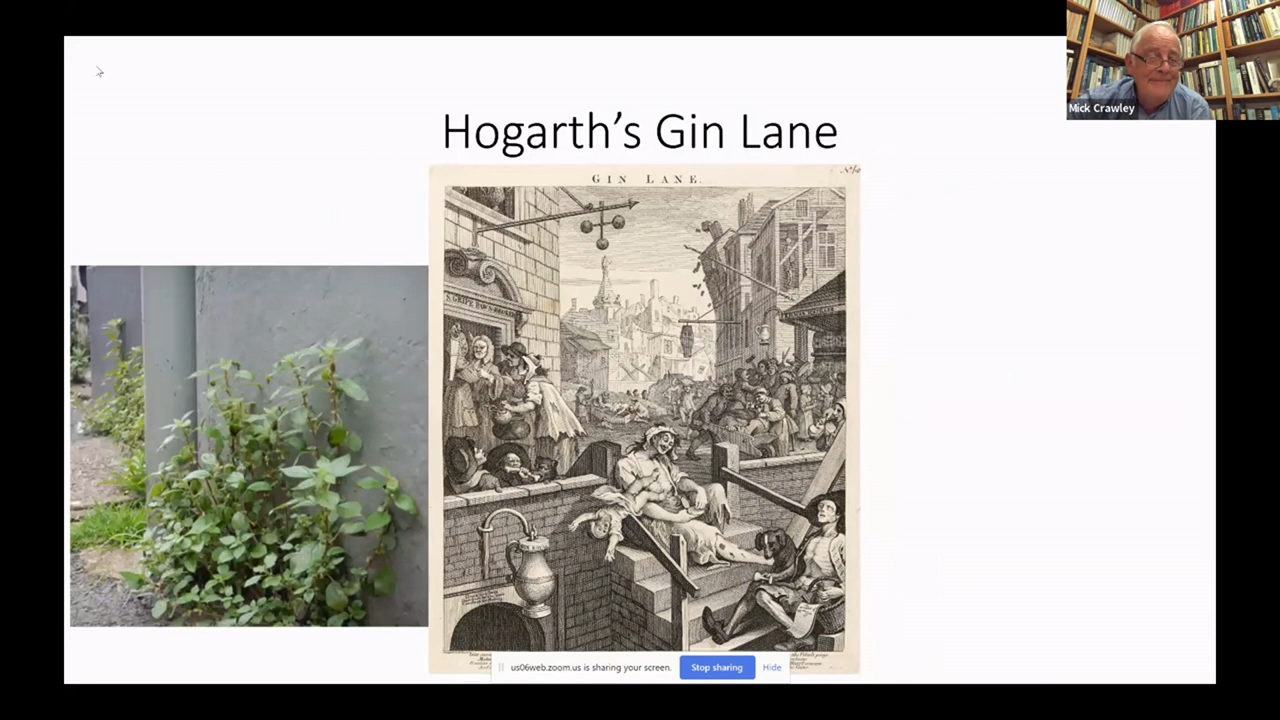 Mick Crawley
Hogarth's Gin Lane
GIN LANE.
us06web.zoom.us is sharing your screen.
Stop sharing
Hide